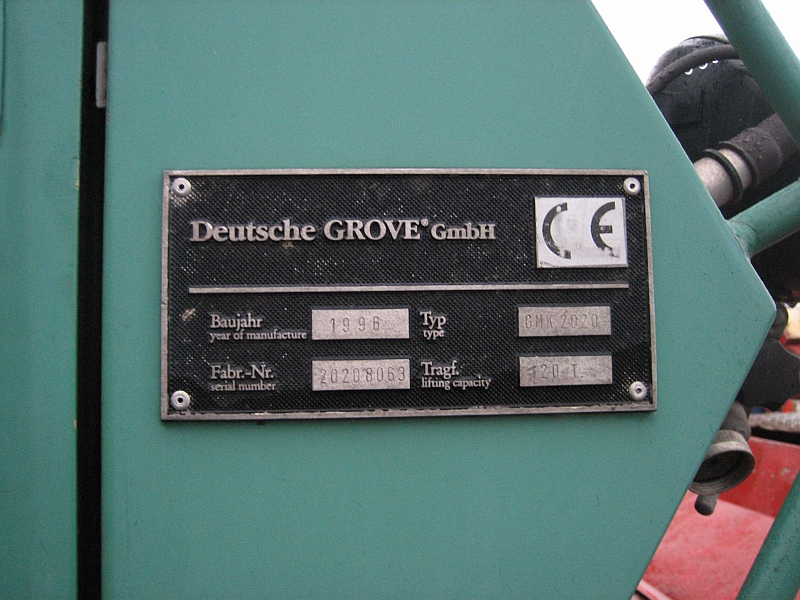 Deutsche GROVE® GmbH
CE
Baujahr
year of manufacture
1996
Typ
type
GMK 2020
Fabr.-Nr.
serial number
20208063
Tragf.
lifting capacity
20 T.